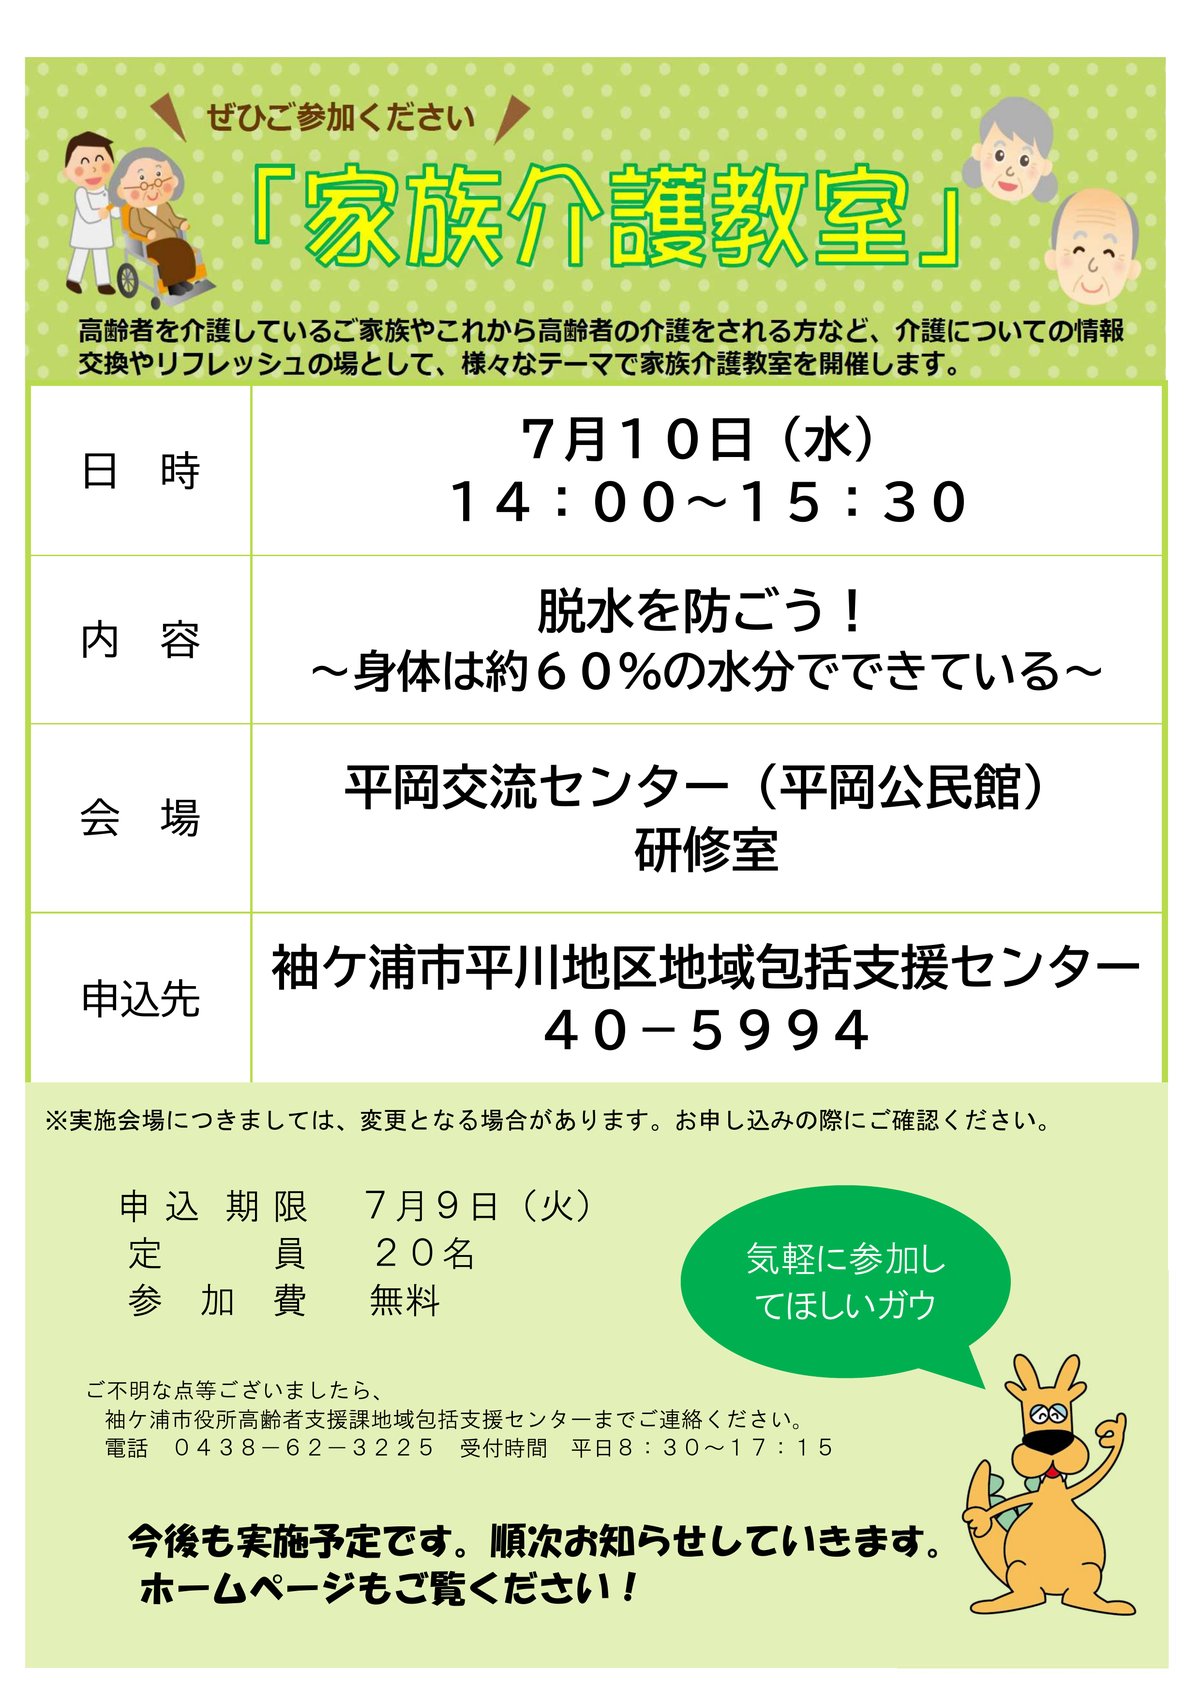 ぜひご参加ください
「家族介護教室」
高齢者を介護しているご家族やこれから高齢者の介護をされる方など、介護についての情報
交換やリフレッシュの場として、様々なテーマで家族介護教室を開催します。
日　時
７月１０日（水）
１４：００～１５：３０
内　容
脱水を防ごう！
～身体は約６０％の水分でできている～
会　場
平岡交流センター（平岡公民館）
研修室
申込先
袖ケ浦市平川地区地域包括支援センター
４０－５９９４
※実施会場につきましては、変更となる場合があります。お申し込みの際にご確認ください。
申込期限　７月９日（火）
定員　２０名
参加費　無料
気軽に参加し
てほしいガウ
ご不明な点等ございましたら、
袖ケ浦市役所高齢者支援課地域包括支援センターまでご連絡ください。
電話　０４３８－６２－３２２５　受付時間　平日８：３０～１７：１５
今後も実施予定です。順次お知らせしていきます。
ホームページもご覧ください！